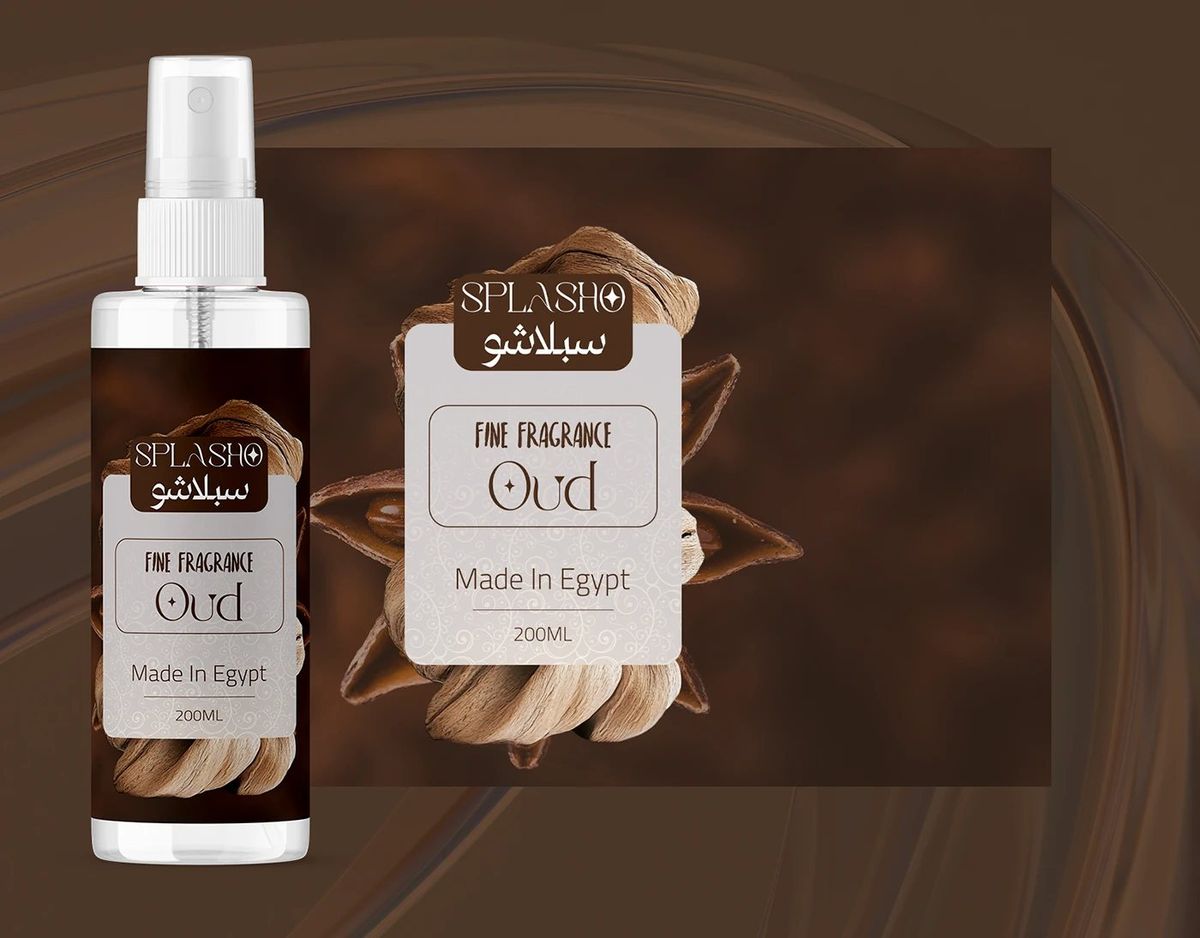 SPLASHO
سبلاشو
FINE FRAGRANCE
Oud
Made In Egypt
200ML
SPLASHO
سبلاشو
FINE FRAGRANCE
Oud
Made In Egypt
200ML